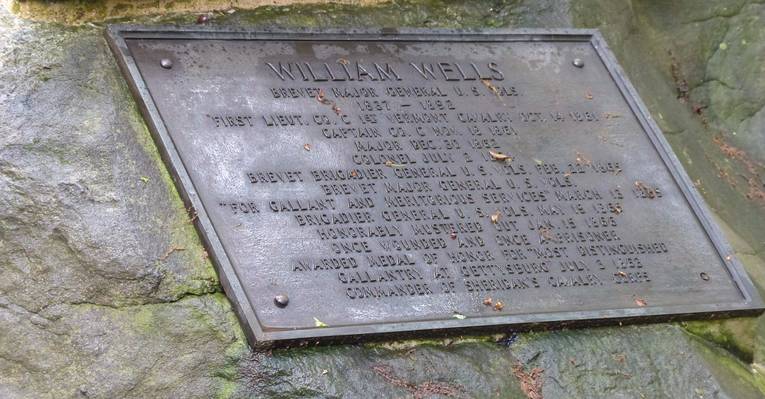 WILLIAM WELLS
BREVET MAJOR GENERAL U.S. VOLS.
1837 — 1892
FIRST LIEUT. CO. C 1ST VERMONT CAVALRY OCT. 14 1861
CAPTAIN CO. C NOV. 18 1861
MAJOR DEC. 30 1862
COLONEL JULY 2
BREVET BRIGADIER GENERAL U.S. VOLS. FEB. 22 1865
BREVET MAJOR GENERAL U.S. VOLS.
"FOR GALLANT AND MERITORIOUS SERVICES" MARCH
BRIGADIER GENERAL U.S. VOLS. MAY 19 1865
HONORABLY MUSTERED OUT JAN. 15 1866
ONCE WOUNDED AND ONCE A PRISONER
AWARDED MEDAL OF HONOR FOR MOST DISTINGUISHED
GALLANTRY AT GETTYSBURG JULY 3 1863
COMMANDER OF SHERIDAN'S CAVALRY CORPS